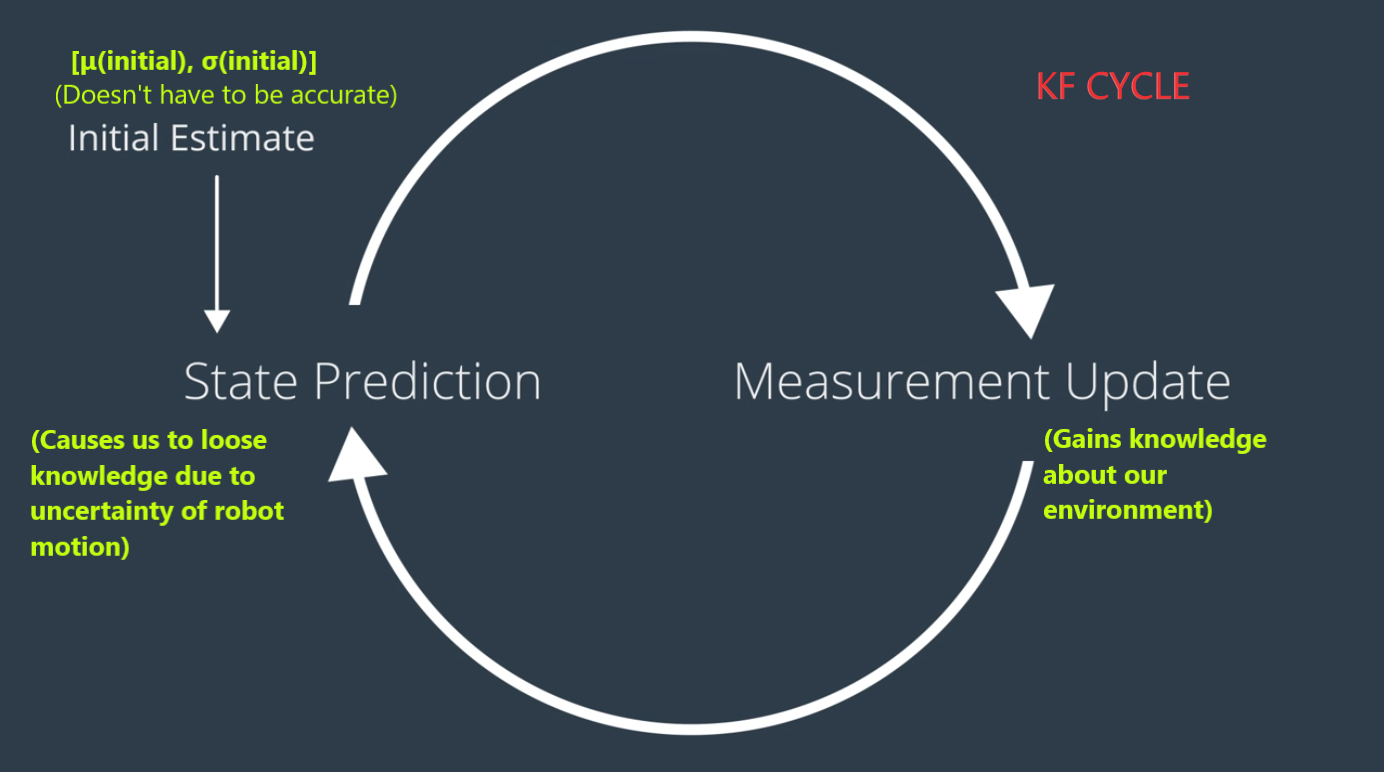 [μ(initial), σ(initial)]
(Doesn't have to be accurate)
Initial Estimate
KF CYCLE
State Prediction
(Causes us to loose
knowledge due to
uncertainty of robot
motion)
Measurement Update
(Gains knowledge
about our
environment)